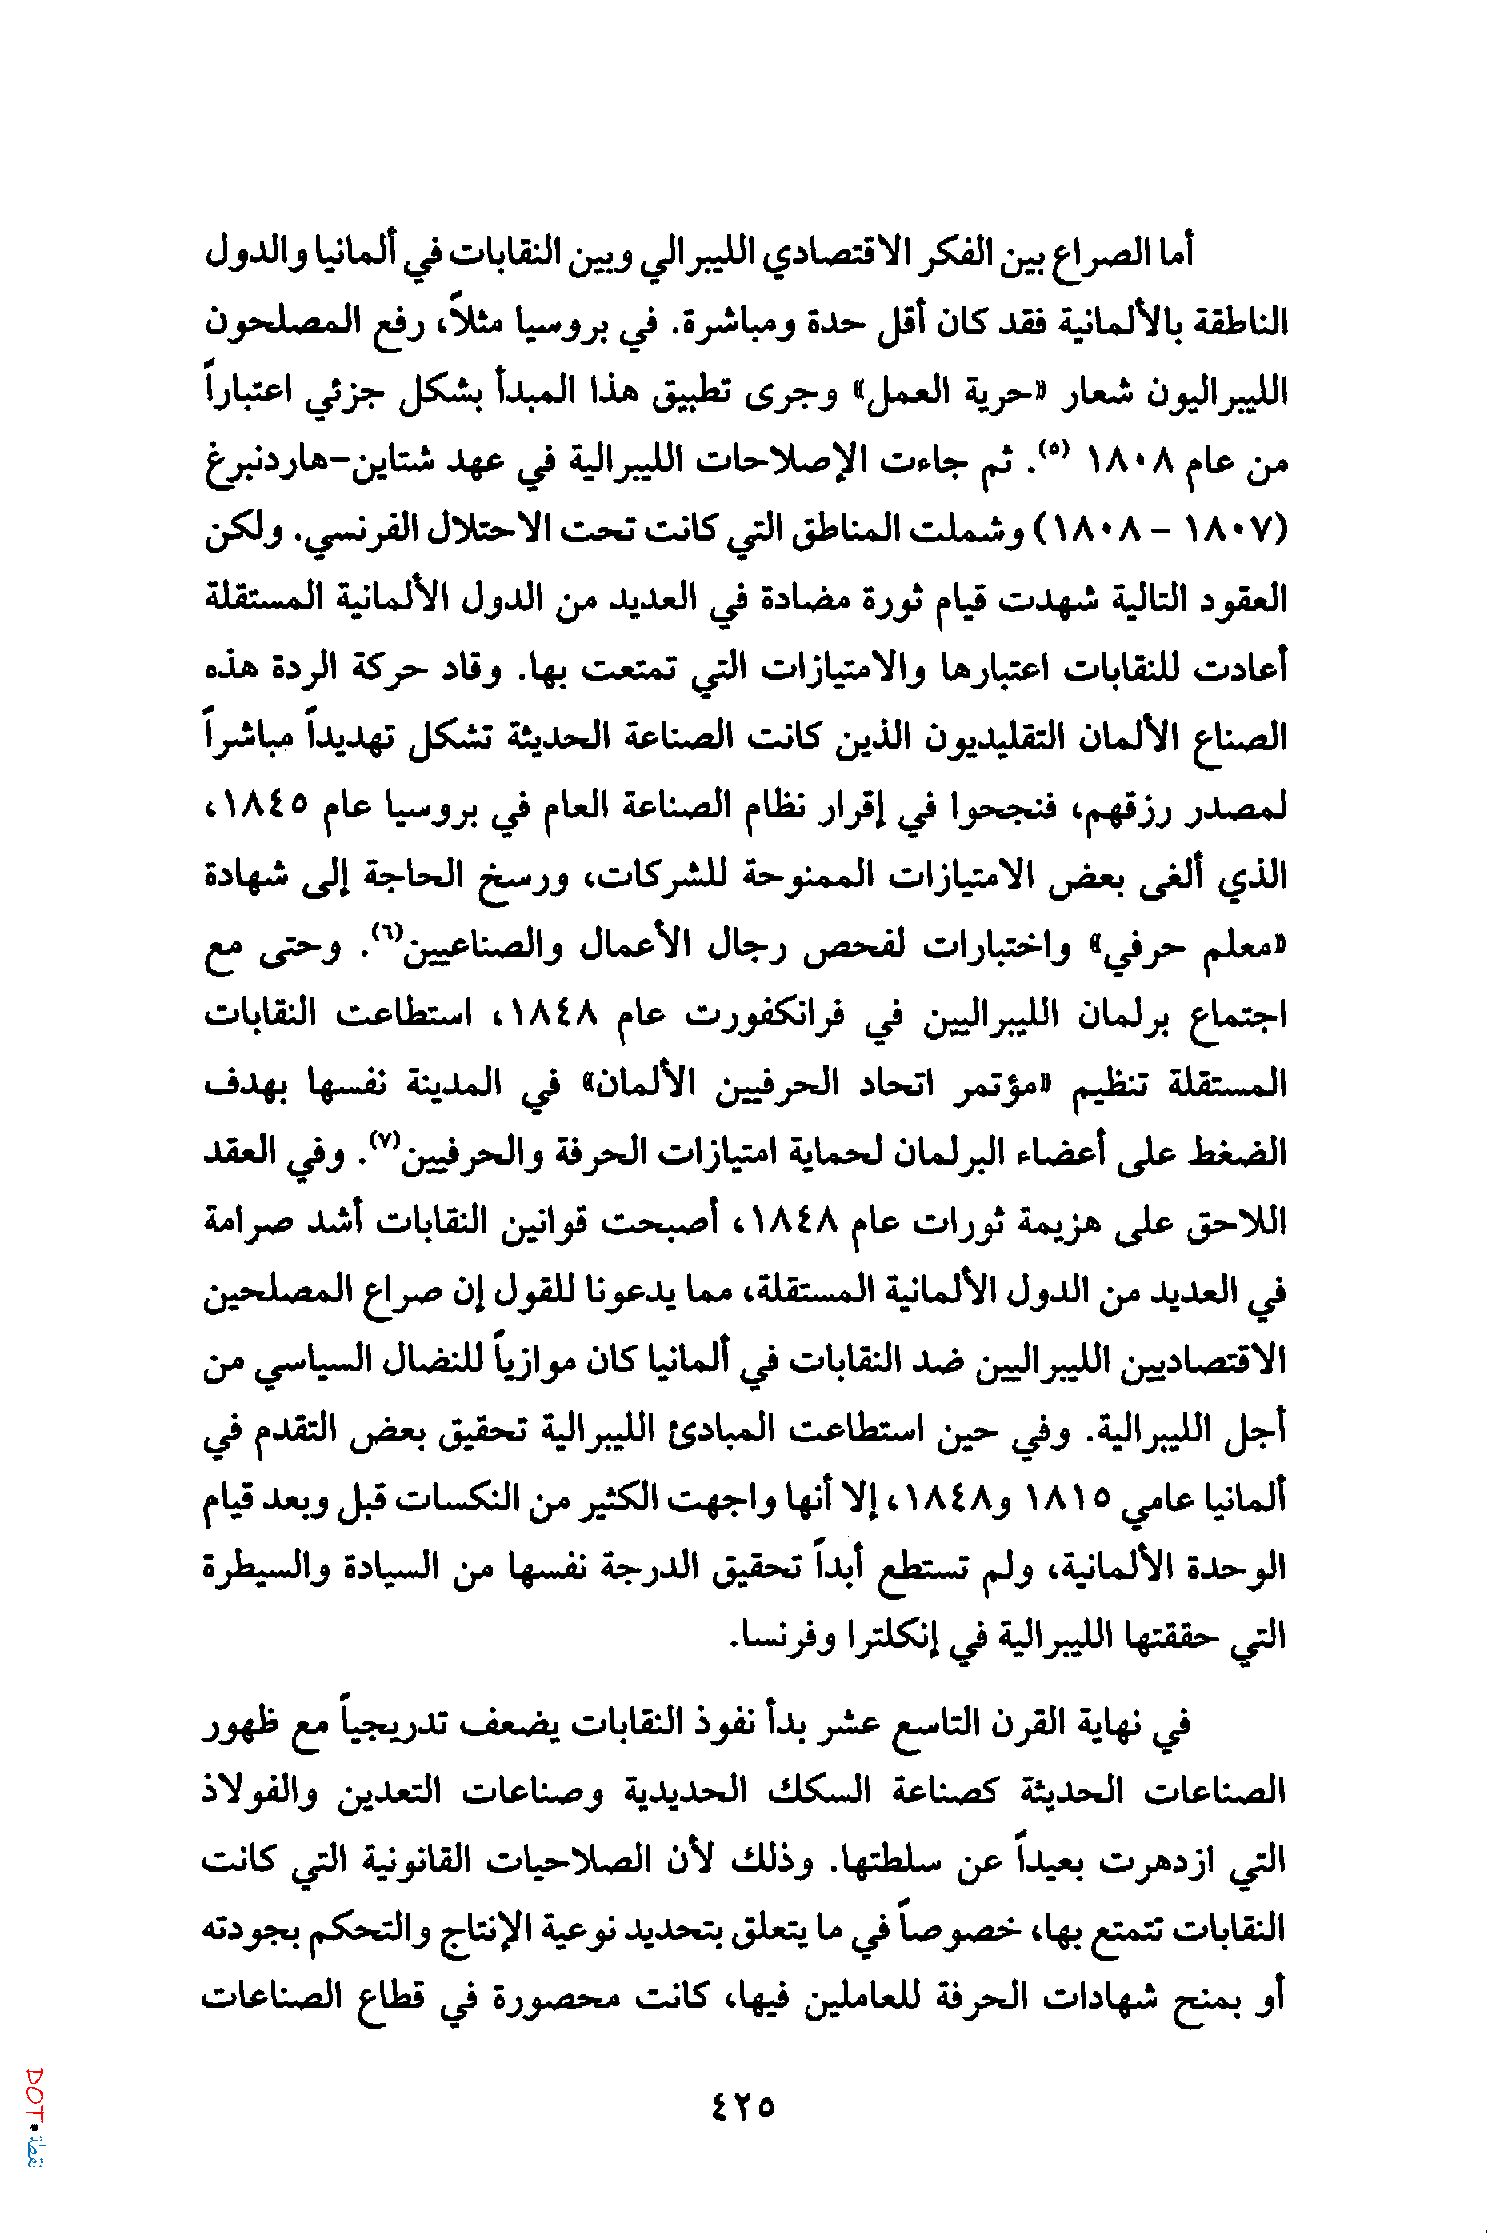 أما الصراع بين الفكر الاقتصادي الليبرالي وبين النقابات في ألمانيا والدول
الناطقة بالألمانية فقد كان أقل حدة ومباشرة. في بروسيا مثلاً، رفع المصلحون
الليبراليون شعار «حرية العمل» وجرى تطبيق هذا المبدأ بشكل جزئي اعتباراً
من عام ١٨٠٨ (٥). ثم جاءت الإصلاحات الليبرالية في عهد شتاين-هاردنبرغ
(١٨٠٧ - ١٨٠٨) وشملت المناطق التي كانت تحت الاحتلال الفرنسي. ولكن
العقود التالية شهدت قيام ثورة مضادة في العديد من الدول الألمانية المستقلة
أعادت للنقابات اعتبارها والامتيازات التي تمتعت بها. وقاد حركة الردة هذه
الصناع الألمان التقليديون الذين كانت الصناعة الحديثة تشكل تهديداً مباشراً
لمصدر رزقهم، فنجحوا في إقرار نظام الصناعة العام في بروسيا عام ١٨٤٥،
الذي ألغى بعض الامتيازات الممنوحة للشركات، ورسخ الحاجة إلى شهادة
«معلم حرفي» واختبارات لفحص رجال الأعمال والصناعيين(٦). وحتى مع
اجتماع برلمان الليبراليين في فرانكفورت عام ١٨٤٨، استطاعت النقابات
المستقلة تنظيم «مؤتمر اتحاد الحرفيين الألمان» في المدينة نفسها بهدف
الضغط على أعضاء البرلمان لحماية امتيازات الحرفة والحرفيين(٧). وفي العقد
اللاحق على هزيمة ثورات عام ١٨٤٨، أصبحت قوانين النقابات أشد صرامة
في العديد من الدول الألمانية المستقلة، مما يدعونا للقول إن صراع المصلحين
الاقتصاديين الليبراليين ضد النقابات في ألمانيا كان موازياً للنضال السياسي من
أجل الليبرالية. وفي حين استطاعت المبادئ الليبرالية تحقيق بعض التقدم في
ألمانيا عامي ١٨١٥ و١٨٤٨، إلا أنها واجهت الكثير من النكسات قبل وبعد قيام
الوحدة الألمانية، ولم تستطع أبداً تحقيق الدرجة نفسها من السيادة والسيطرة
التي حققتها الليبرالية في إنكلترا وفرنسا.
في نهاية القرن التاسع عشر بدأ نفوذ النقابات يضعف تدريجياً مع ظهور
الصناعات الحديثة كصناعة السكك الحديدية وصناعات التعدين والفولاذ
التي ازدهرت بعيداً عن سلطتها. وذلك لأن الصلاحيات القانونية التي كانت
النقابات تتمتع بها، خصوصاً في ما يتعلق بتحديد نوعية الإنتاج والتحكم بجودته
أو بمنح شهادات الحرفة للعاملين فيها، كانت محصورة في قطاع الصناعات
٤٢٥
DOT نقطة